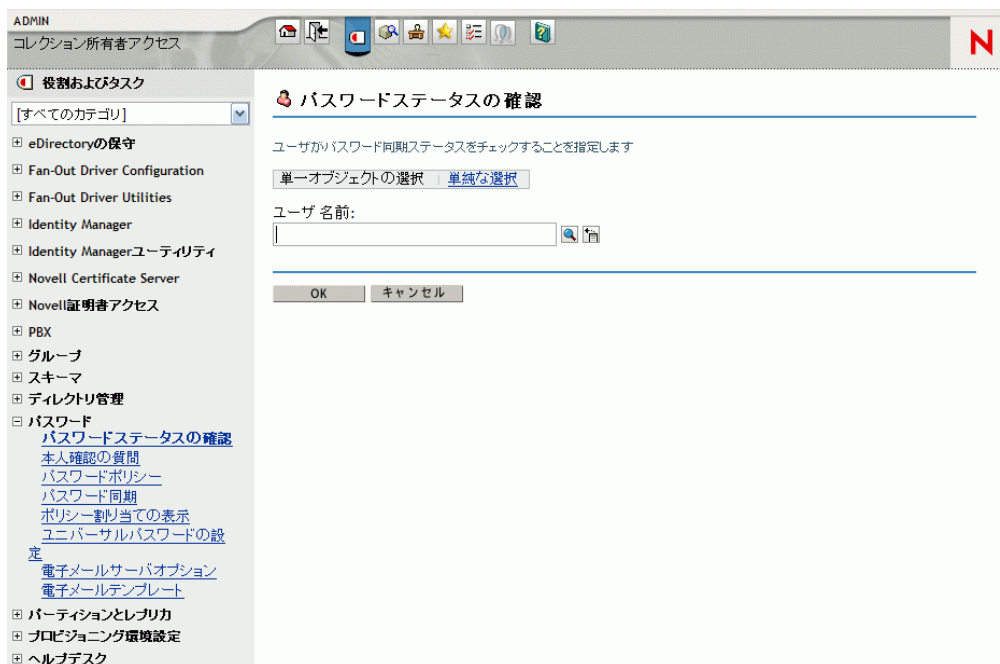 ADMIN
コレクション所有者アクセス
N
役割およびタスク
[すべてのカテゴリ]
eDirectoryの保守
Fan-Out Driver Configuration
Fan-Out Driver Utilities
Identity Manager
Identity Managerユーティリティ
Novell Certificate Server
Novell証明書アクセス
PBX
グループ
スキーマ
ディレクトリ管理
パスワード
パスワードステータスの確認
本人確認の質問
パスワードポリシー
パスワード同期
ポリシー割り当ての表示
ユニバーサルパスワードの設
定
電子メールサーバオプション
電子メールテンプレート
パーティションとレプリカ
プロビジョニング環境設定
ヘルプデスク
パスワードステータスの確認
ユーザがパスワード同期ステータスをチェックすることを指定します
単一オブジェクトの選択 | 単純な選択
ユーザ 名前:
OK キャンセル